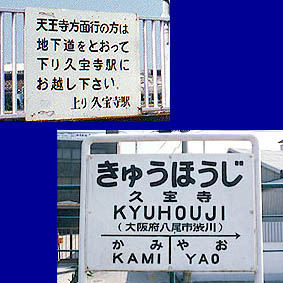 天王寺方面行の方は
地下道をとおって
下り久宝寺駅に
お越し下さい。
上り久宝寺駅
きゅうほうじ
久宝寺
KYUHOUJI
(大阪府八尾市渋川)
かみ やお
KAMI YAO